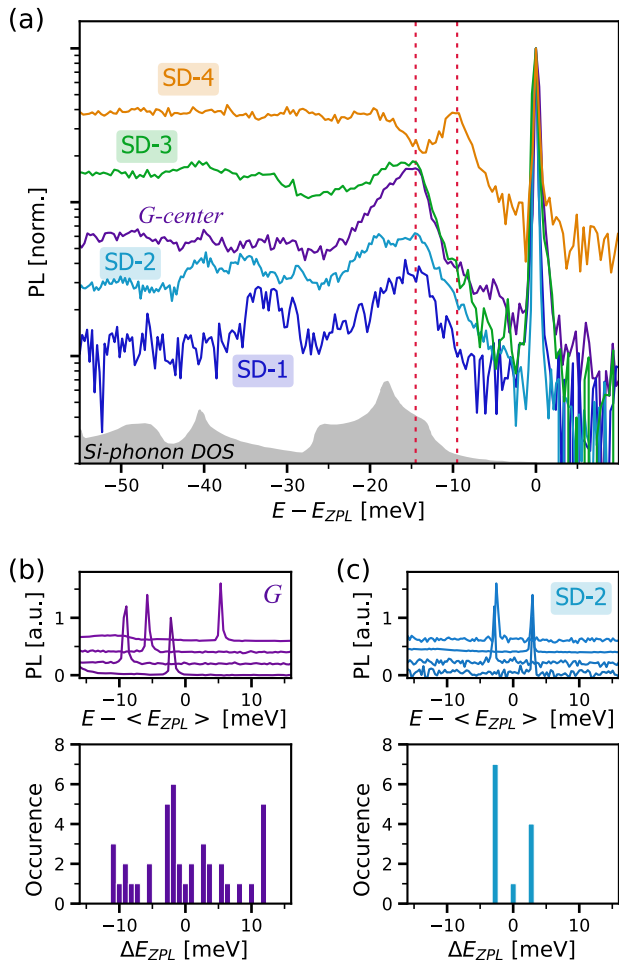 (a)
SD-4
SD-3
G-center
SD-2
SD-1
Si-phonon DOS
PL [norm.]
−50 −40 −30 −20 −10 0
E − E_ZPL [meV]
(b)
G
PL [a.u.]
1
0
−10 0 10
E − < E_ZPL > [meV]
8
6
4
2
0
Occurence
−10 0 10
ΔE_ZPL [meV]
(c)
SD-2
PL [a.u.]
1
0
−10 0 10
E − < E_ZPL > [meV]
8
6
4
2
0
Occurence
−10 0 10
ΔE_ZPL [meV]